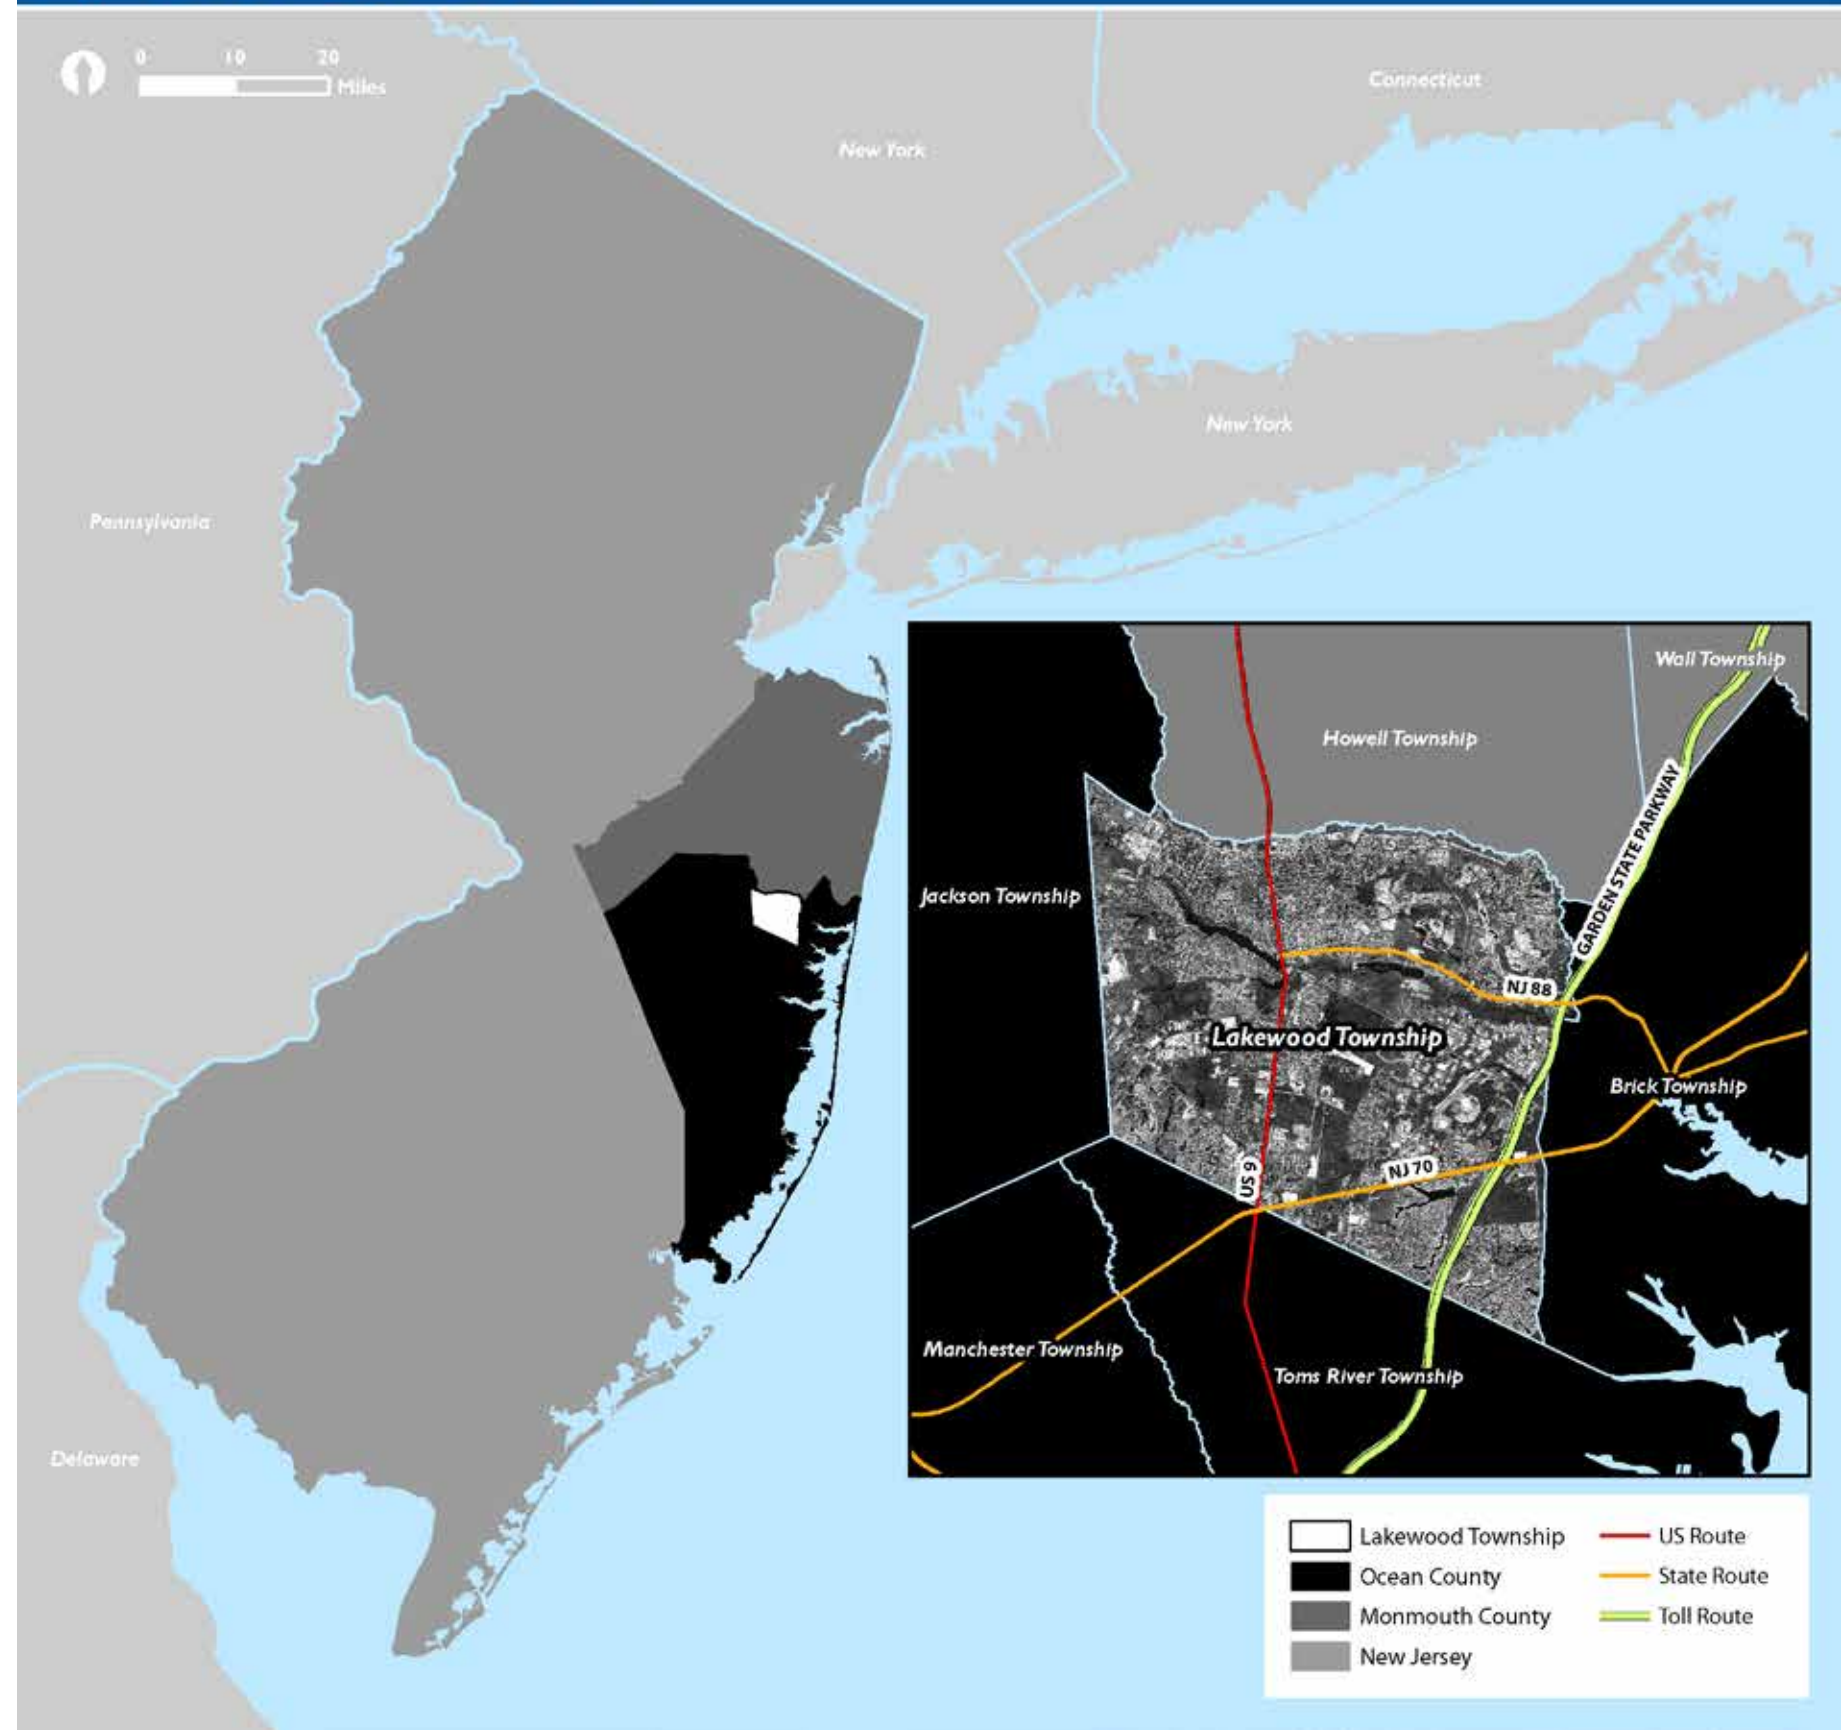 0 10 20
Miles
Connecticut
New York
New York
Pennsylvania
Delaware
Wall Township
Howell Township
GARDEN STATE PARKWAY
Jackson Township
NJ 88
Lakewood Township
Brick Township
US 9
NJ 70
Manchester Township
Toms River Township
Lakewood Township
Ocean County
Monmouth County
New Jersey
US Route
State Route
Toll Route